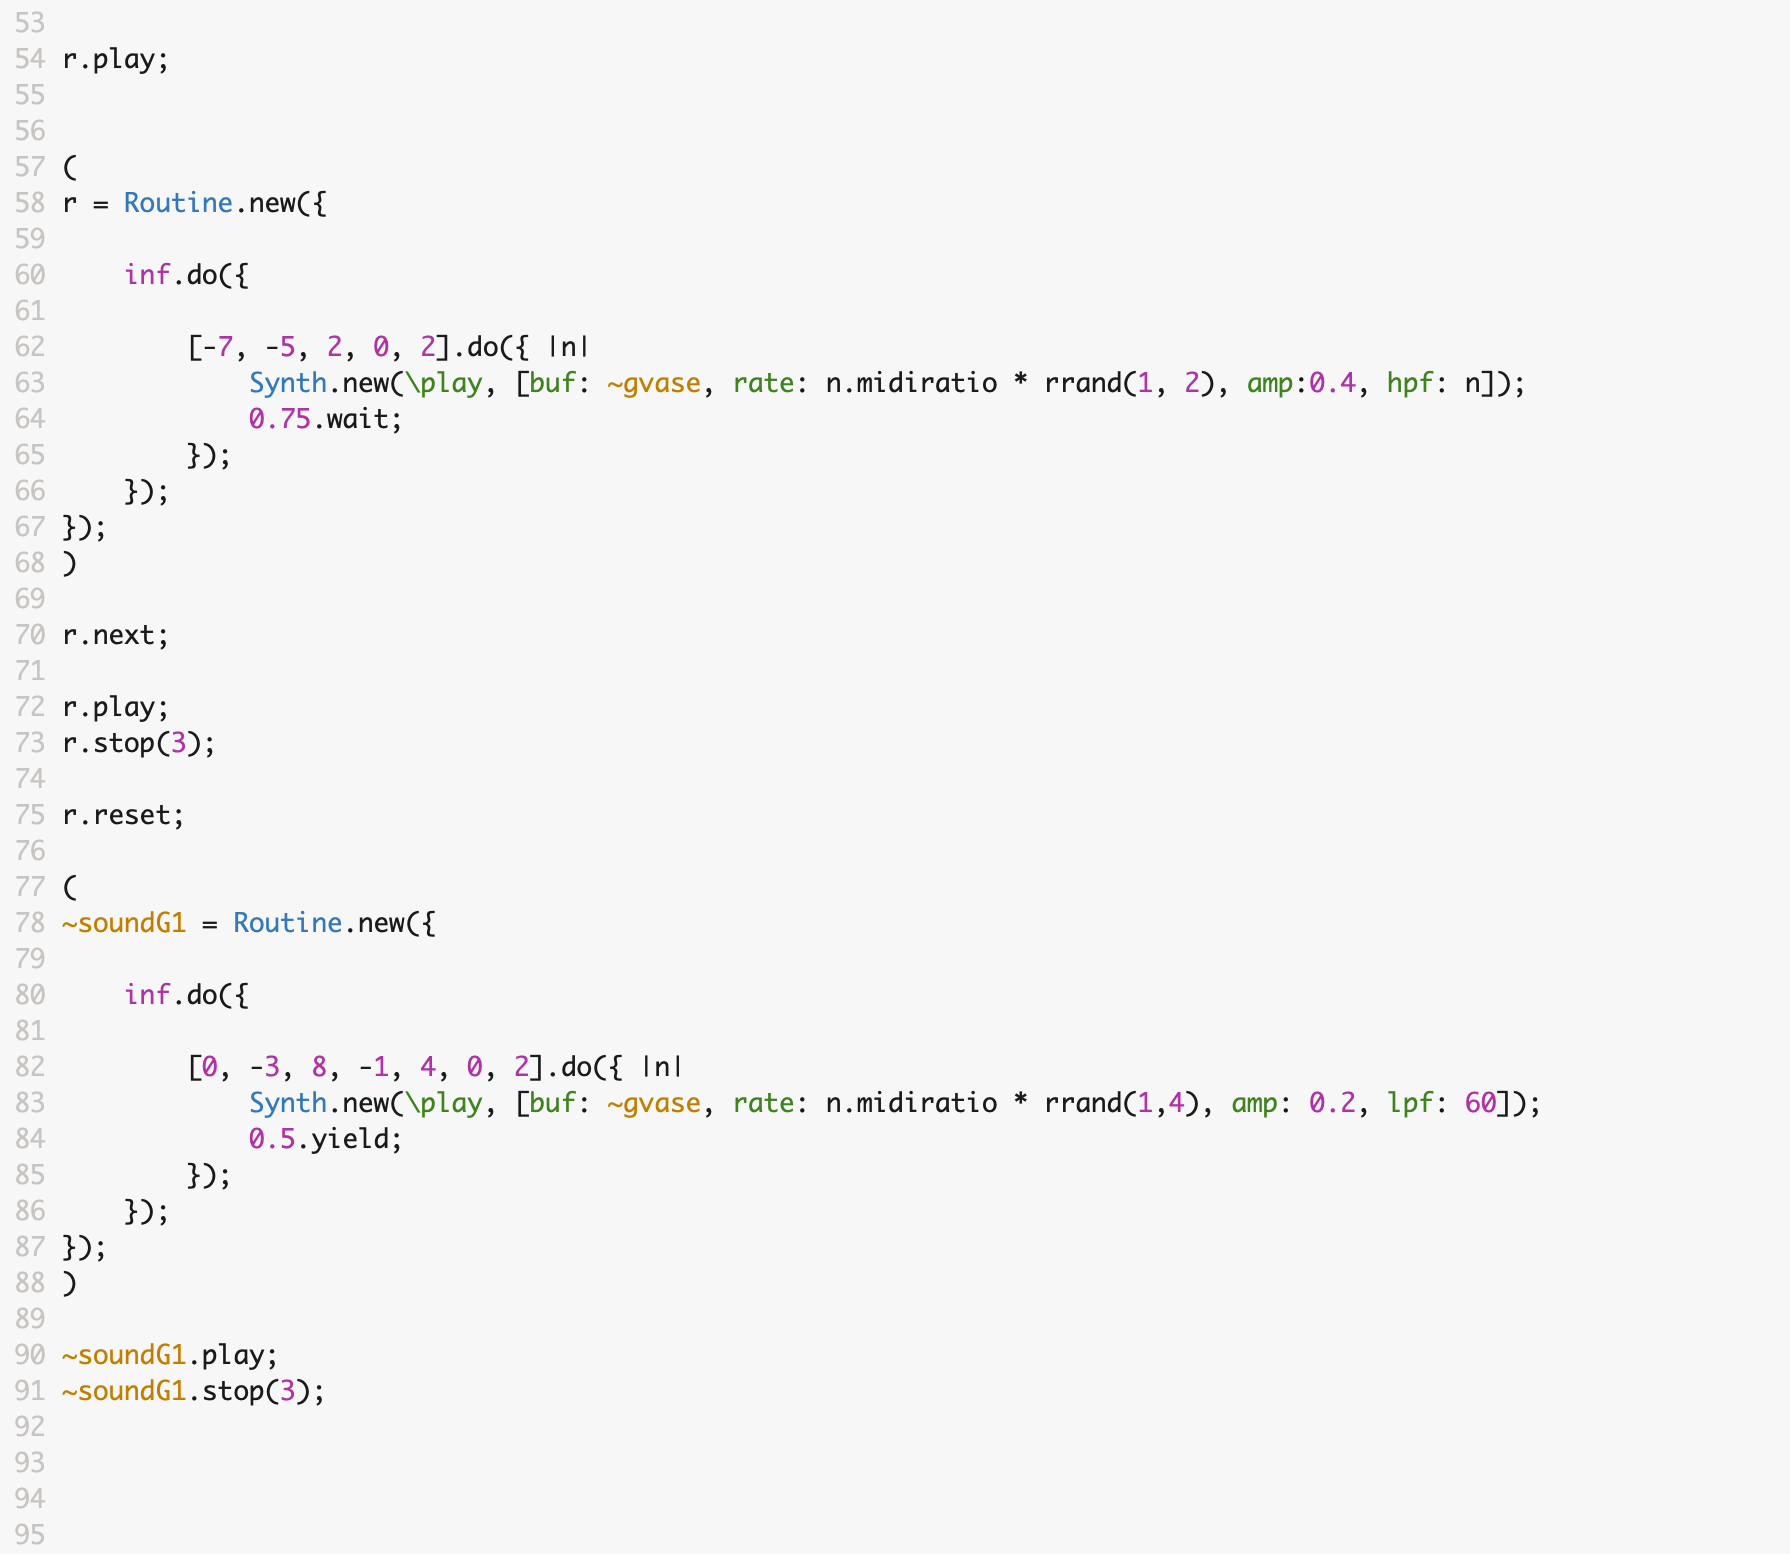 53
54 r.play;
55
56
57 (
58 r = Routine.new({
59
60     inf.do({
61
62         [-7, -5, 2, 0, 2].do({ |n|
63             Synth.new(\play, [buf: ~gvase, rate: n.midiratio * rrand(1, 2), amp:0.4, hpf: n]);
64             0.75.wait;
65         });
66     });
67 });
68 )
69
70 r.next;
71
72 r.play;
73 r.stop(3);
74
75 r.reset;
76
77 (
78 ~soundG1 = Routine.new({
79
80     inf.do({
81
82         [0, -3, 8, -1, 4, 0, 2].do({ |n|
83             Synth.new(\play, [buf: ~gvase, rate: n.midiratio * rrand(1,4), amp: 0.2, lpf: 60]);
84             0.5.yield;
85         });
86     });
87 });
88 )
89
90 ~soundG1.play;
91 ~soundG1.stop(3);
92
93
94
95